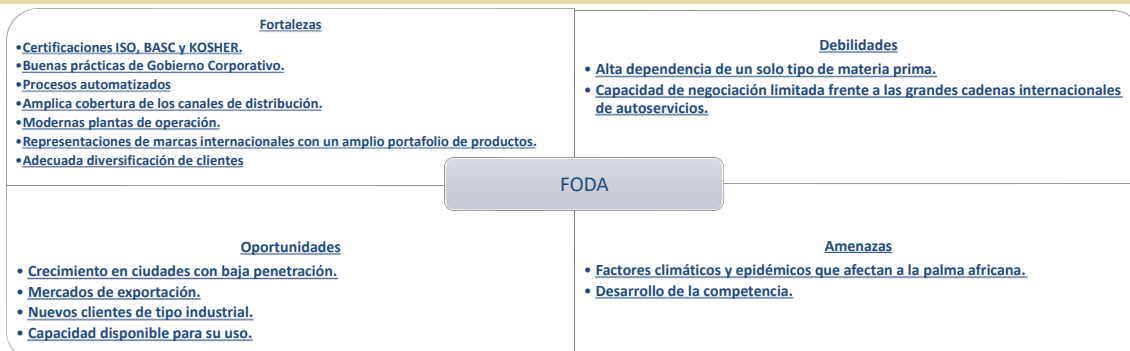 Fortalezas
•Certificaciones ISO, BASC y KOSHER.
•Buenas prácticas de Gobierno Corporativo.
•Procesos automatizados
•Amplica cobertura de los canales de distribución.
•Modernas plantas de operación.
•Representaciones de marcas internacionales con un amplio portafolio de productos.
•Adecuada diversificación de clientes
Debilidades
• Alta dependencia de un solo tipo de materia prima.
• Capacidad de negociación limitada frente a las grandes cadenas internacionales
de autoservicios.
FODA
Oportunidades
• Crecimiento en ciudades con baja penetración.
• Mercados de exportación.
• Nuevos clientes de tipo industrial.
• Capacidad disponible para su uso.
Amenazas
• Factores climáticos y epidémicos que afectan a la palma africana.
• Desarrollo de la competencia.